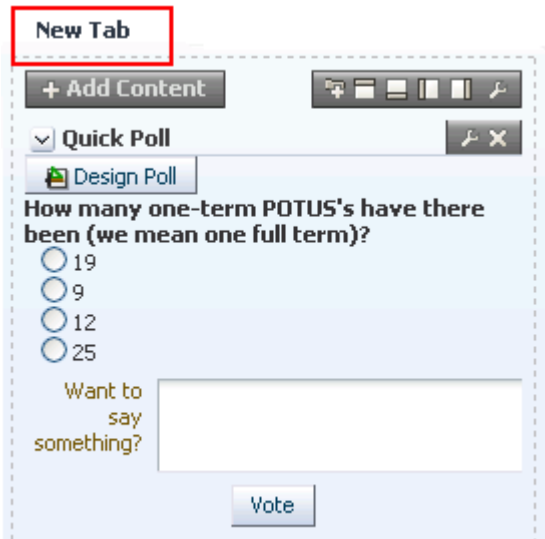 New Tab
+ Add Content
Quick Poll
Design Poll
How many one-term POTUS's have there
been (we mean one full term)?
19
9
12
25
Want to
say
something?
Vote